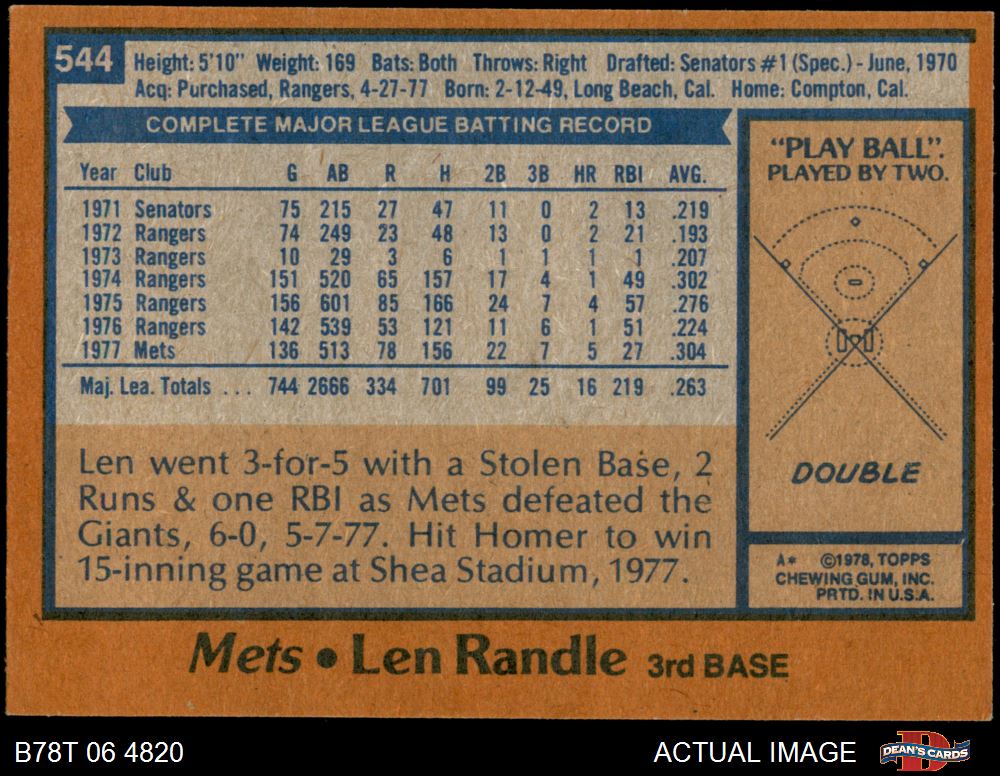 544
Height: 5'10" Weight: 169 Bats: Both Throws: Right Drafted: Senators #1 (Spec.) - June, 1970
Acq: Purchased, Rangers, 4-27-77 Born: 2-12-49, Long Beach, Cal. Home: Compton, Cal.
COMPLETE MAJOR LEAGUE BATTING RECORD
Year Club G AB R H 2B 3B HR RBI AVG.
1971 Senators 75 215 27 47 11 0 2 13 .219
1972 Rangers 74 249 23 48 13 0 2 21 .193
1973 Rangers 10 29 3 6 1 1 1 1 .207
1974 Rangers 151 520 65 157 17 4 1 49 .302
1975 Rangers 156 601 85 166 24 7 4 57 .276
1976 Rangers 142 539 53 121 11 6 1 51 .224
1977 Mets 136 513 78 156 22 7 5 27 .304
Maj. Lea. Totals ... 744 2666 334 701 99 25 16 219 .263
Len went 3-for-5 with a Stolen Base, 2
Runs & one RBI as Mets defeated the
Giants, 6-0, 5-7-77. Hit Homer to win
15-inning game at Shea Stadium, 1977.
"PLAY BALL".
PLAYED BY TWO.
DOUBLE
A* ©1978, TOPPS
CHEWING GUM, INC.
PRTD. IN U.S.A.
Mets • Len Randle 3rd BASE
B78T 06 4820
ACTUAL IMAGE
DEAN'S CARDS